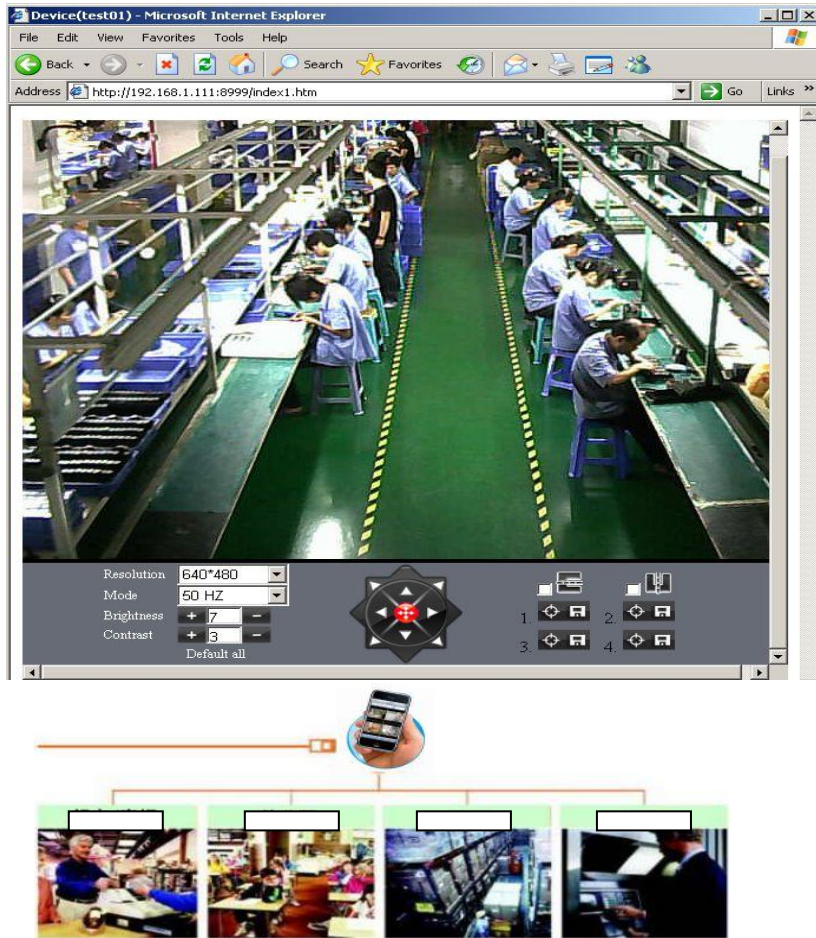 Device(test01) - Microsoft Internet Explorer
File Edit View Favorites Tools Help
Back Search Favorites
Address http://192.168.1.111:8999/index1.htm Go Links »
Resolution 640*480
Mode 50 HZ
Brightness + 7 -
Contrast + 3 -
Default all
1. 2.
3. 4.